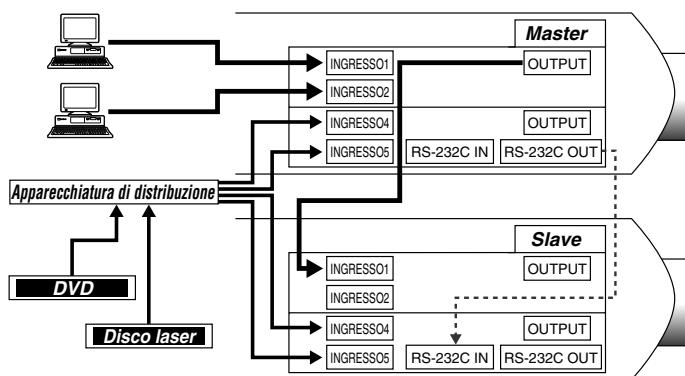 Master
INGRESSO1
OUTPUT
INGRESSO2
INGRESSO4
OUTPUT
INGRESSO5
RS-232C IN
RS-232C OUT
Apparecchiatura di distribuzione
Slave
INGRESSO1
OUTPUT
DVD
INGRESSO2
Disco laser
INGRESSO4
OUTPUT
INGRESSO5
RS-232C IN
RS-232C OUT